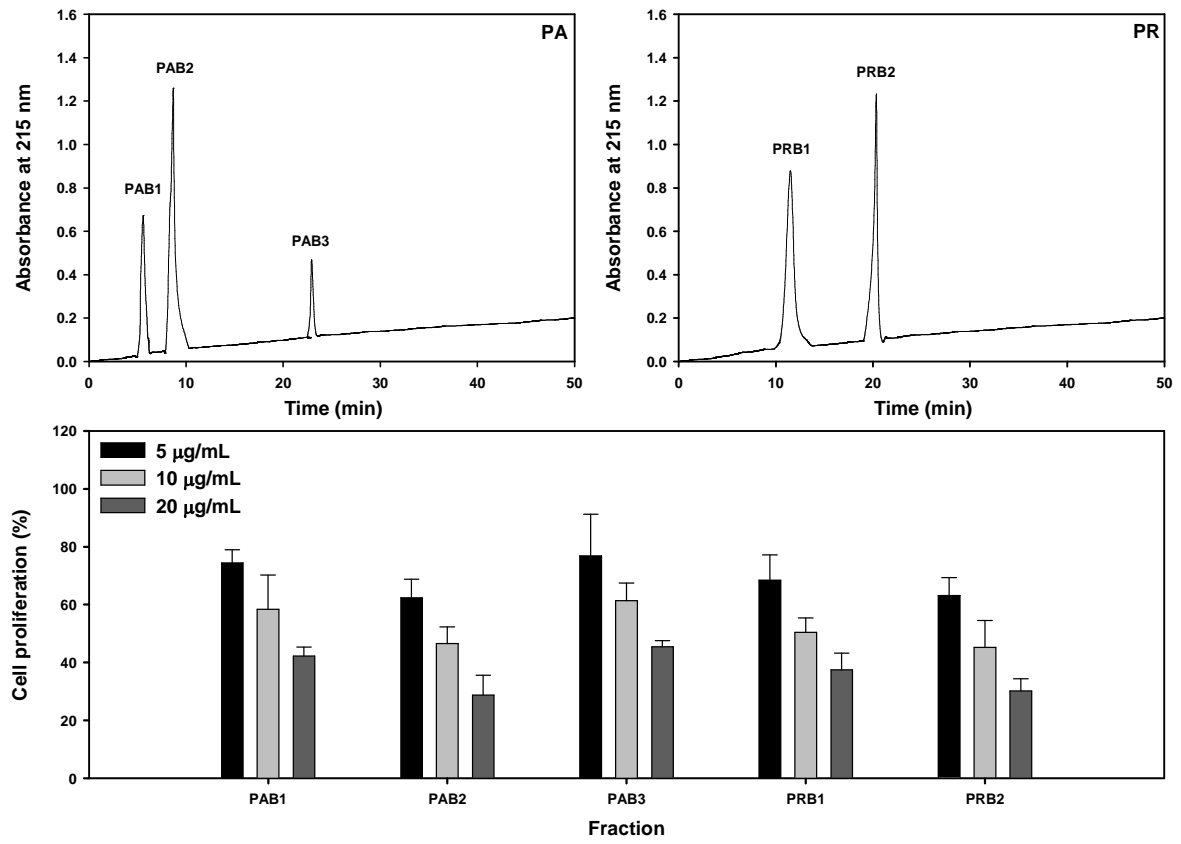 PA
PAB1
PAB2
PAB3
1.6
1.4
1.2
1.0
0.8
0.6
0.4
0.2
0.0
Absorbance at 215 nm
0 10 20 30 40 50
Time (min)
PR
PRB1
PRB2
1.6
1.4
1.2
1.0
0.8
0.6
0.4
0.2
0.0
Absorbance at 215 nm
0 10 20 30 40 50
Time (min)
5 μg/mL
10 μg/mL
20 μg/mL
120
100
80
60
40
20
0
Cell proliferation (%)
PAB1 PAB2 PAB3 PRB1 PRB2
Fraction